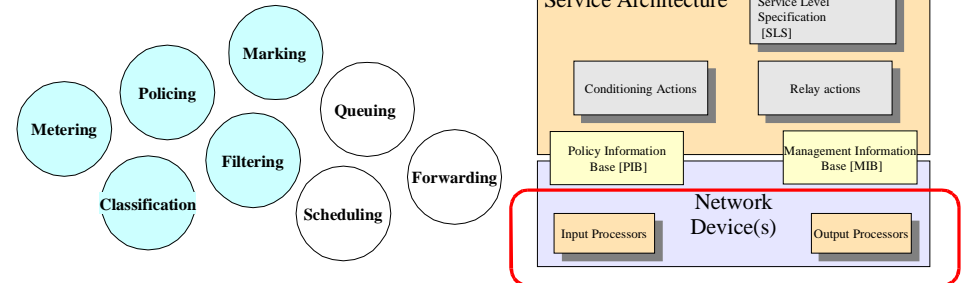 Marking
Policing
Queuing
Metering
Filtering
Forwarding
Classification
Scheduling
Service Architecture
Service Level
Specification
[SLS]
Conditioning Actions
Relay actions
Policy Information
Base [PIB]
Management Information
Base [MIB]
Network
Device(s)
Input Processors
Output Processors